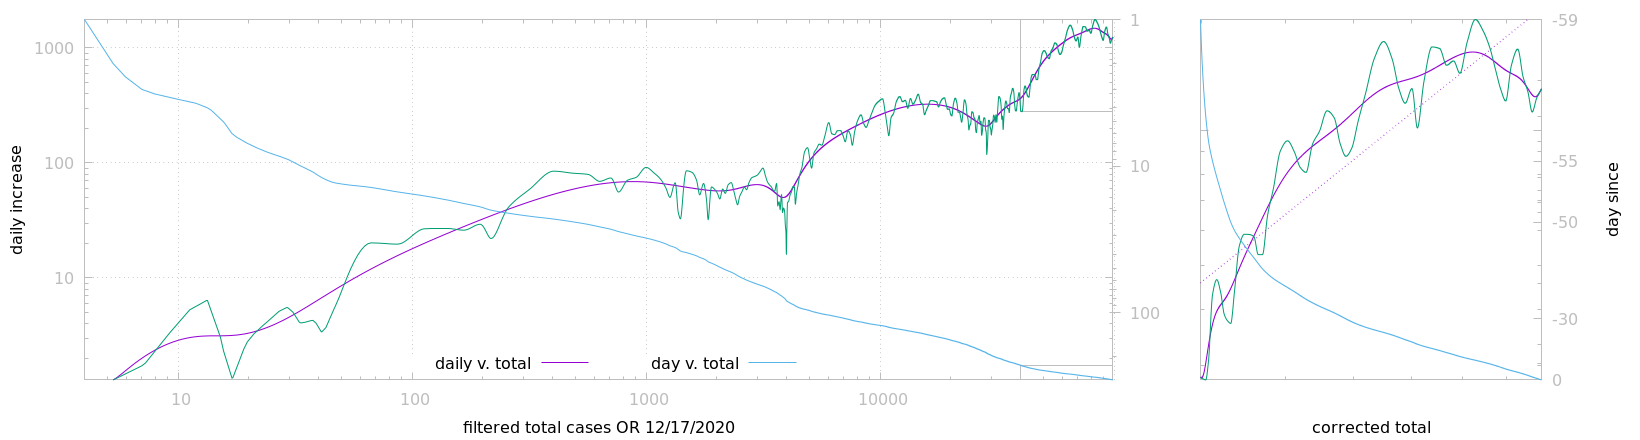 1000
100
10
daily increase
1
10
100
daily v. total
day v. total
10
100
1000
10000
filtered total cases OR 12/17/2020
-59
-55
-50
-30
0
day since
corrected total